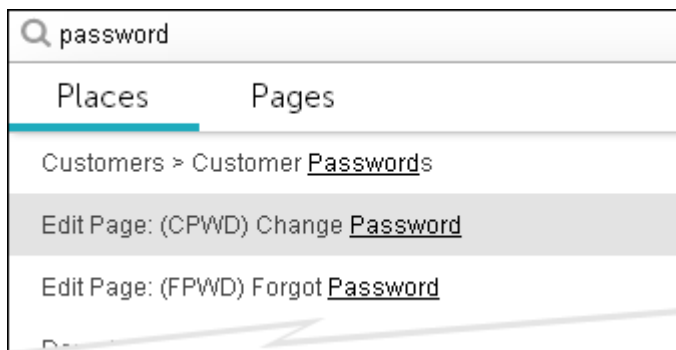 password
Places Pages
Customers > Customer Passwords
Edit Page: (CPWD) Change Password
Edit Page: (FPWD) Forgot Password